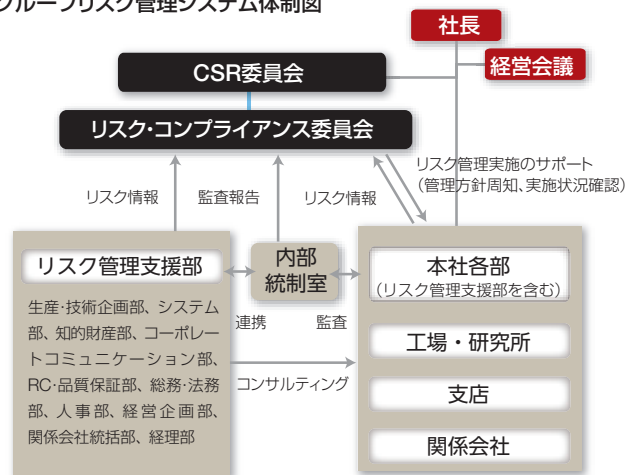 グループリスク管理システム体制図
社長
経営会議
CSR委員会
リスク・コンプライアンス委員会
リスク管理実施のサポート
(管理方針周知、実施状況確認)
リスク情報
監査報告
リスク情報
リスク管理支援部
生産・技術企画部、システム
部、知的財産部、コーポレー
トコミュニケーション部、
RC・品質保証部、総務・法務
部、人事部、経営企画部、
関係会社統括部、経理部
内部
統制室
連携
監査
コンサルティング
本社各部
(リスク管理支援部を含む)
工場・研究所
支店
関係会社